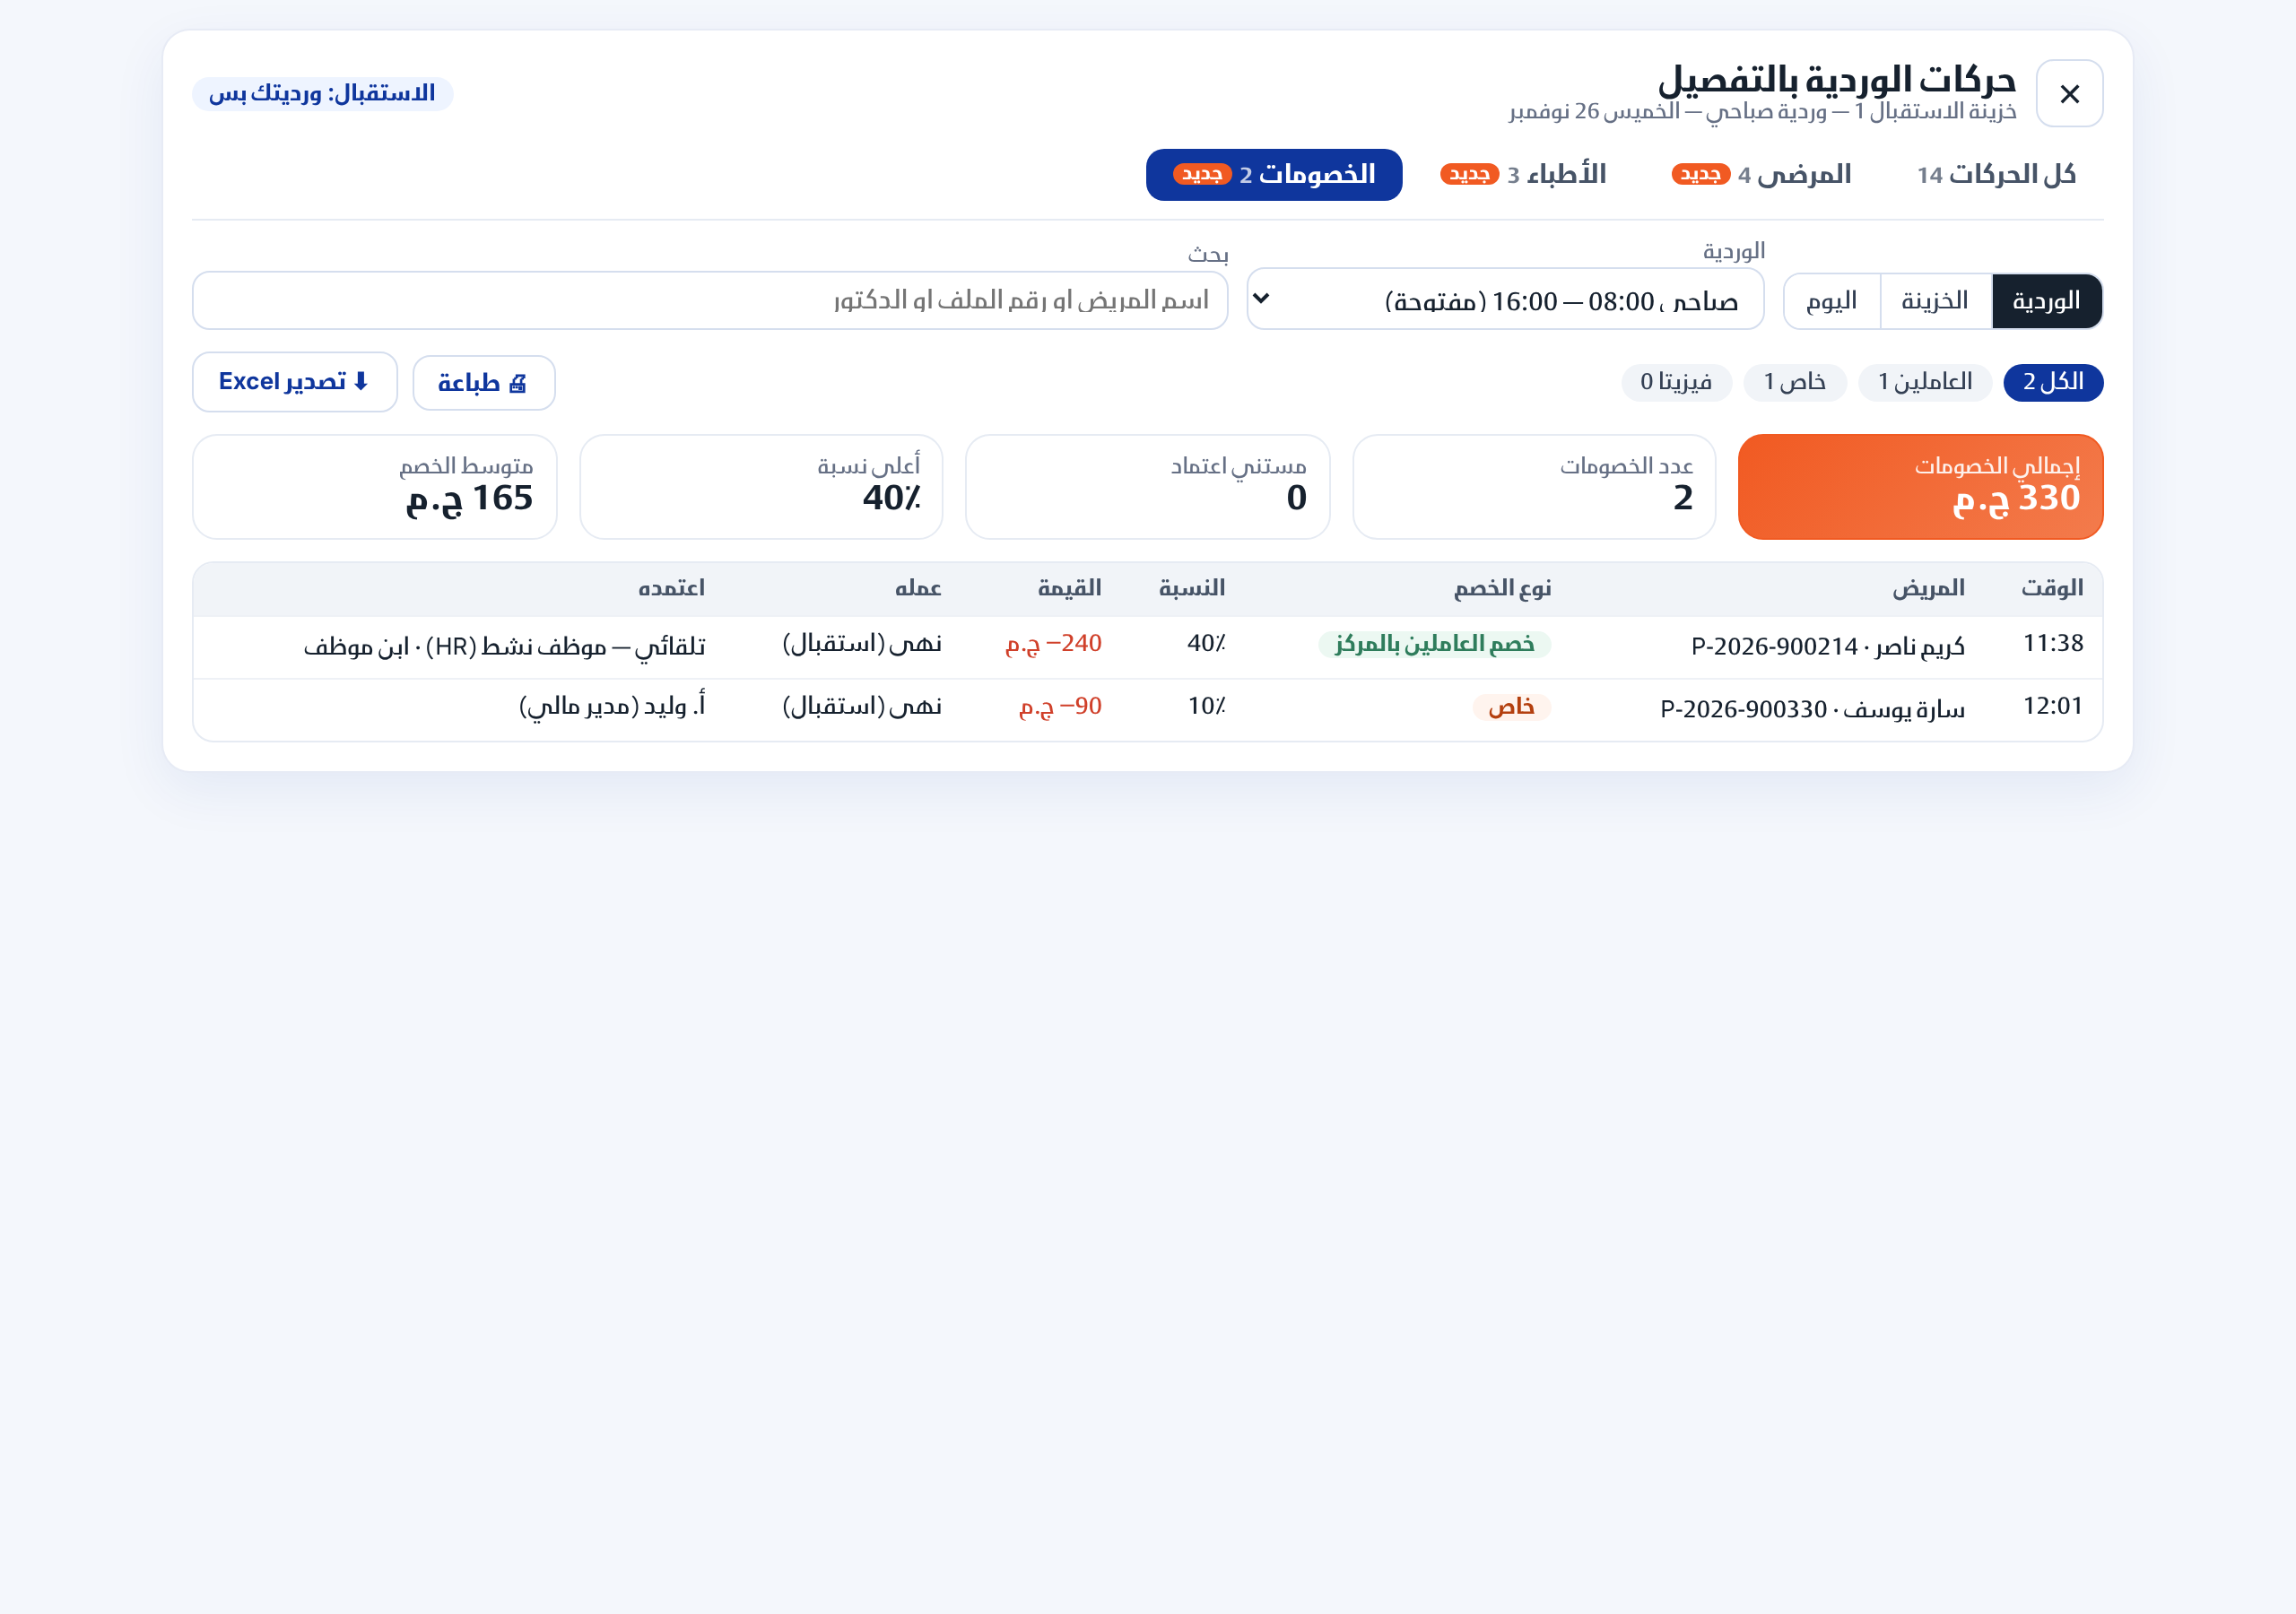 ✕
حركات الوردية بالتفصيل
خزينة الاستقبال 1 — وردية صباحي — الخميس 26 نوفمبر
الاستقبال: ورديتك بس
كل الحركات 14
المرضى 4 جديد
الأطباء 3 جديد
الخصومات 2 جديد
الوردية
الخزينة
اليوم
الوردية
صباحي 08:00 — 16:00 (مفتوحة)
بحث
اسم المريض او رقم الملف او الدكتور
الكل 2
العاملين 1
خاص 1
فيزيتا 0
🖨 طباعة
⬇ تصدير Excel
إجمالي الخصومات
330 ج.م
عدد الخصومات
2
مستني اعتماد
0
أعلى نسبة
40٪
متوسط الخصم
165 ج.م
الوقت المريض نوع الخصم النسبة القيمة عمله اعتمده
11:38 كريم ناصر · P-2026-900214 خصم العاملين بالمركز 40٪ −240 ج.م نهى (استقبال) تلقائي — موظف نشط (HR) · ابن موظف
12:01 سارة يوسف · P-2026-900330 خاص 10٪ −90 ج.م نهى (استقبال) أ. وليد (مدير مالي)